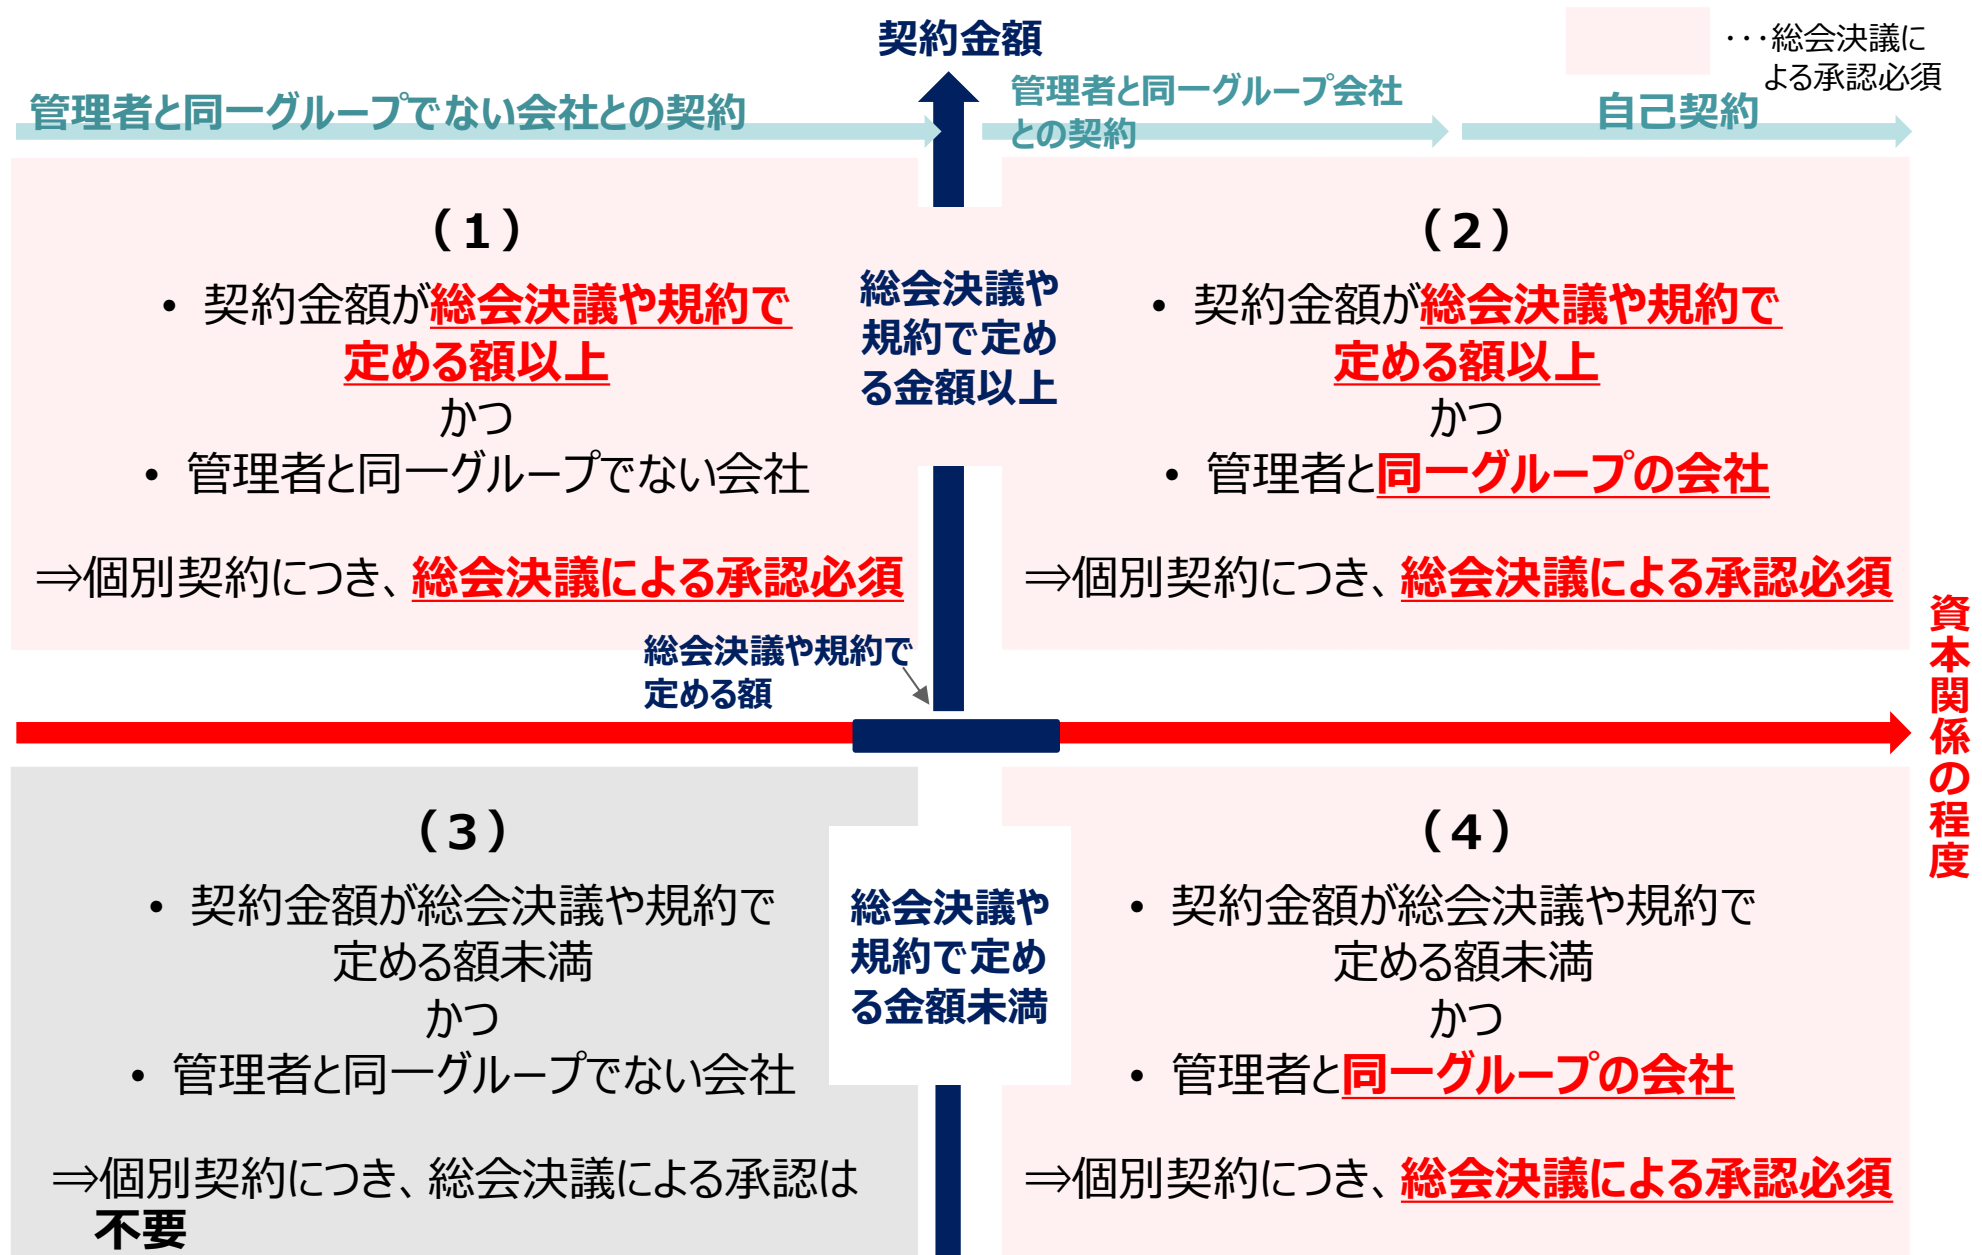 契約金額
・・・総会決議に
よる承認必須
管理者と同一グループでない会社との契約
管理者と同一グループ会社
との契約
自己契約
（１）
• 契約金額が総会決議や規約で
定める額以上
かつ
• 管理者と同一グループでない会社
⇒個別契約につき、総会決議による承認必須
総会決議や
規約で定め
る金額以上
（２）
• 契約金額が総会決議や規約で
定める額以上
かつ
• 管理者と同一グループの会社
⇒個別契約につき、総会決議による承認必須
総会決議や規約で
定める額
資本関係の程度
（３）
• 契約金額が総会決議や規約で
定める額未満
かつ
• 管理者と同一グループでない会社
⇒個別契約につき、総会決議による承認は
不要
総会決議や
規約で定め
る金額未満
（４）
• 契約金額が総会決議や規約で
定める額未満
かつ
• 管理者と同一グループの会社
⇒個別契約につき、総会決議による承認必須